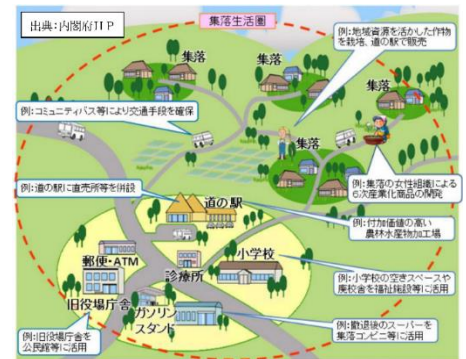 出典：内閣府HP
集落生活圏
例：地域資源を活かした作物
を栽培、道の駅で販売
集落
集落
集落
例：コミュニティバス等により交通手段を確保
集落
例：集落の女性組織による
6次産業化商品の開発
例：道の駅に直売所等を併設
道の駅
例：付加価値の高い
農林水産物加工場
郵便・ATM
小学校
診療所
例：小学校の空きスペースや
廃校舎を福祉施設等に活用
旧役場庁舎
ガソリン
スタンド
例：旧役場庁舎を
公民館等に活用
例：撤退後のスーパーを
集落コンビニ等に活用